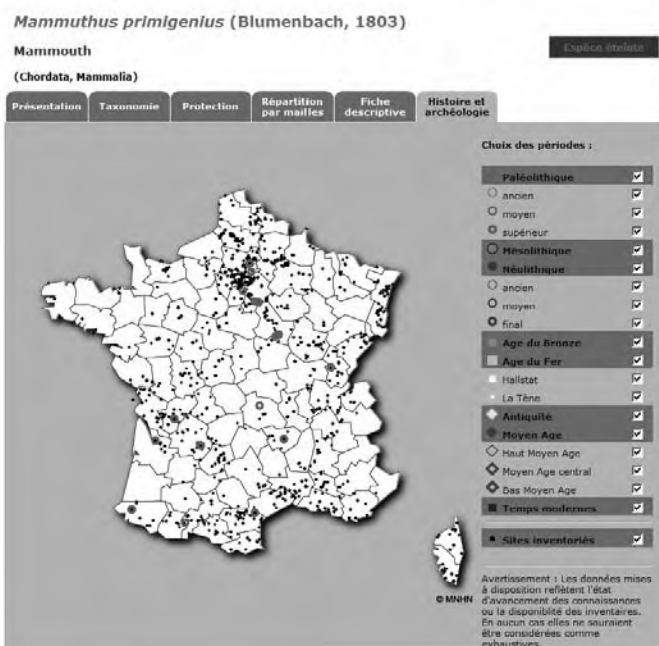 Mammuthus primigenius (Blumenbach, 1803)
Mammouth
Espèce éteinte
(Chordata, Mammalia)
Présentation
Taxonomie
Protection
Répartition
par mailles
Fiche
descriptive
Histoire et
archéologie
Choix des périodes :
Paléolithique
ancien
moyen
supérieur
Mésolithique
Néolithique
ancien
moyen
final
Age du Bronze
Age du Fer
Hallstat
La Tène
Antiquité
Moyen Age
Haut Moyen Age
Moyen Age central
Bas Moyen Age
Temps modernes
Sites inventoriés
© MNHN
Avertissement : Les données mises
à disposition reflètent l'état
d'avancement des connaissances
ou la disponiblité des inventaires.
En aucun cas elles ne sauraient
être considérées comme
exhaustives.